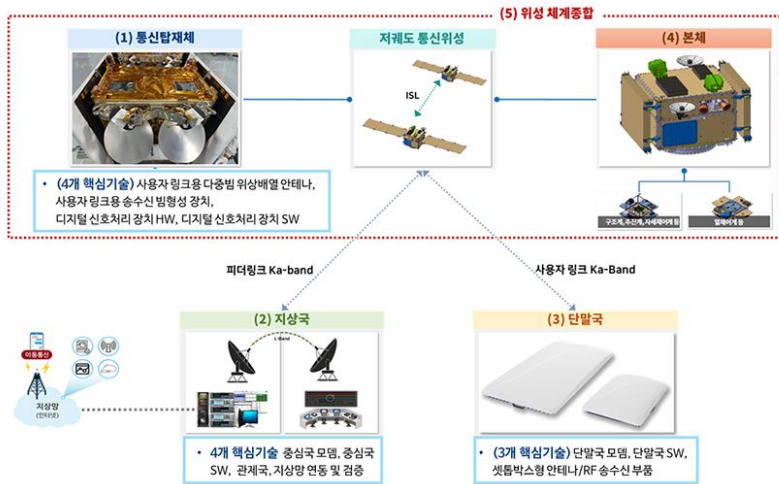 (5) 위성 체계종합
(1) 통신탑재체
저궤도 통신위성
(4) 본체
ISL
• (4개 핵심기술) 사용자 링크용 다중빔 위상배열 안테나,
사용자 링크용 송수신 빔형성 장치,
디지털 신호처리 장치 HW, 디지털 신호처리 장치 SW
구조계, 추진계, 자세제어계 등
열제어계 등
피더링크 Ka-band
사용자 링크 Ka-Band
(2) 지상국
(3) 단말국
L-Band
이동통신
지상망
(인터넷)
• 4개 핵심기술 중심국 모뎀, 중심국
SW, 관제국, 지상망 연동 및 검증
• (3개 핵심기술) 단말국 모뎀, 단말국 SW,
셋톱박스형 안테나/RF 송수신 부품